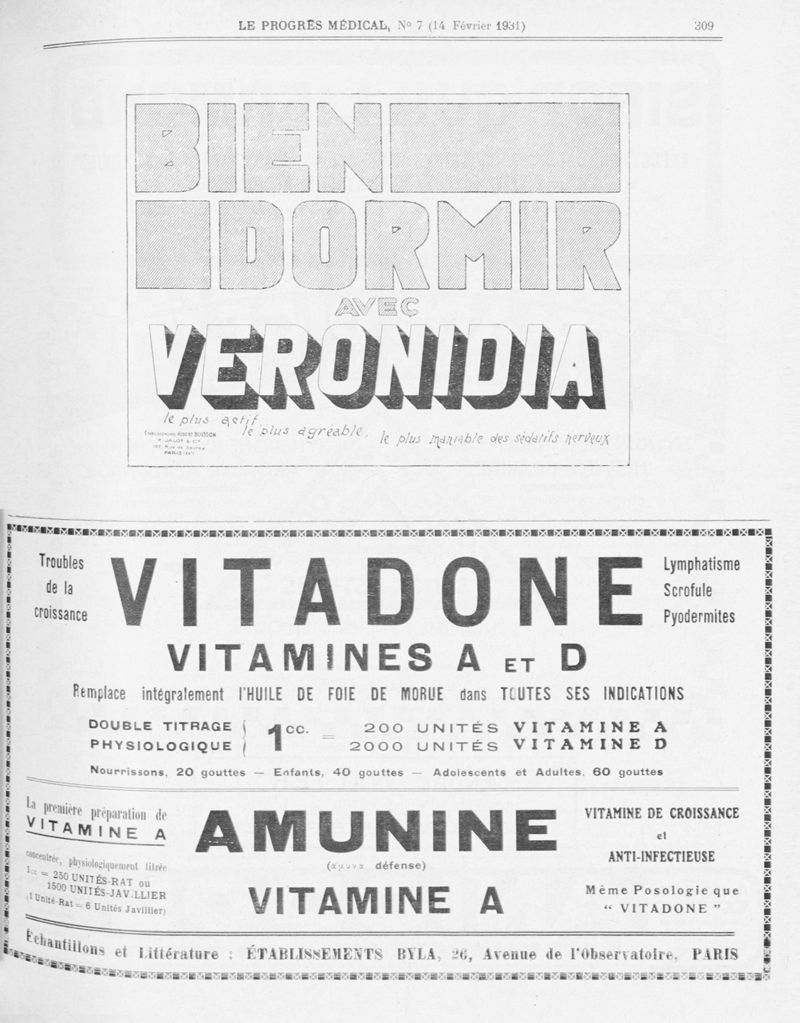 LE PROGRÈS MÉDICAL, No 7 (14 Février 1931) 309
BIEN
DORMIR
AVEC
VERONIDIA
le plus actif,
le plus agréable,
le plus maniable des sédatifs nerveux
ALBERT BUISSON
PARIS
Troubles
de la
croissance
VITADONE
Lymphatisme
Scrofule
Pyodermites
VITAMINES A ET D
Remplace intégralement l'HUILE DE FOIE DE MORUE dans TOUTES SES INDICATIONS
DOUBLE TITRAGE
PHYSIOLOGIQUE
1cc. =
200 UNITÉS VITAMINE A
2000 UNITÉS VITAMINE D
Nourrissons, 20 gouttes — Enfants, 40 gouttes — Adolescents et Adultes, 60 gouttes
La première préparation de
VITAMINE A
concentrée, physiologiquement titrée
1cc = 250 UNITÉS-RAT ou
1500 UNITÉS-JAVILLIER
(1 Unité-Rat = 6 Unités Javillier)
AMUNINE
(αμυνα défense)
VITAMINE A
VITAMINE DE CROISSANCE
et
ANTI-INFECTIEUSE
Même Posologie que
“ VITADONE ”
Échantillons et Littérature : ÉTABLISSEMENTS BYLA, 26, Avenue de l'Observatoire, PARIS